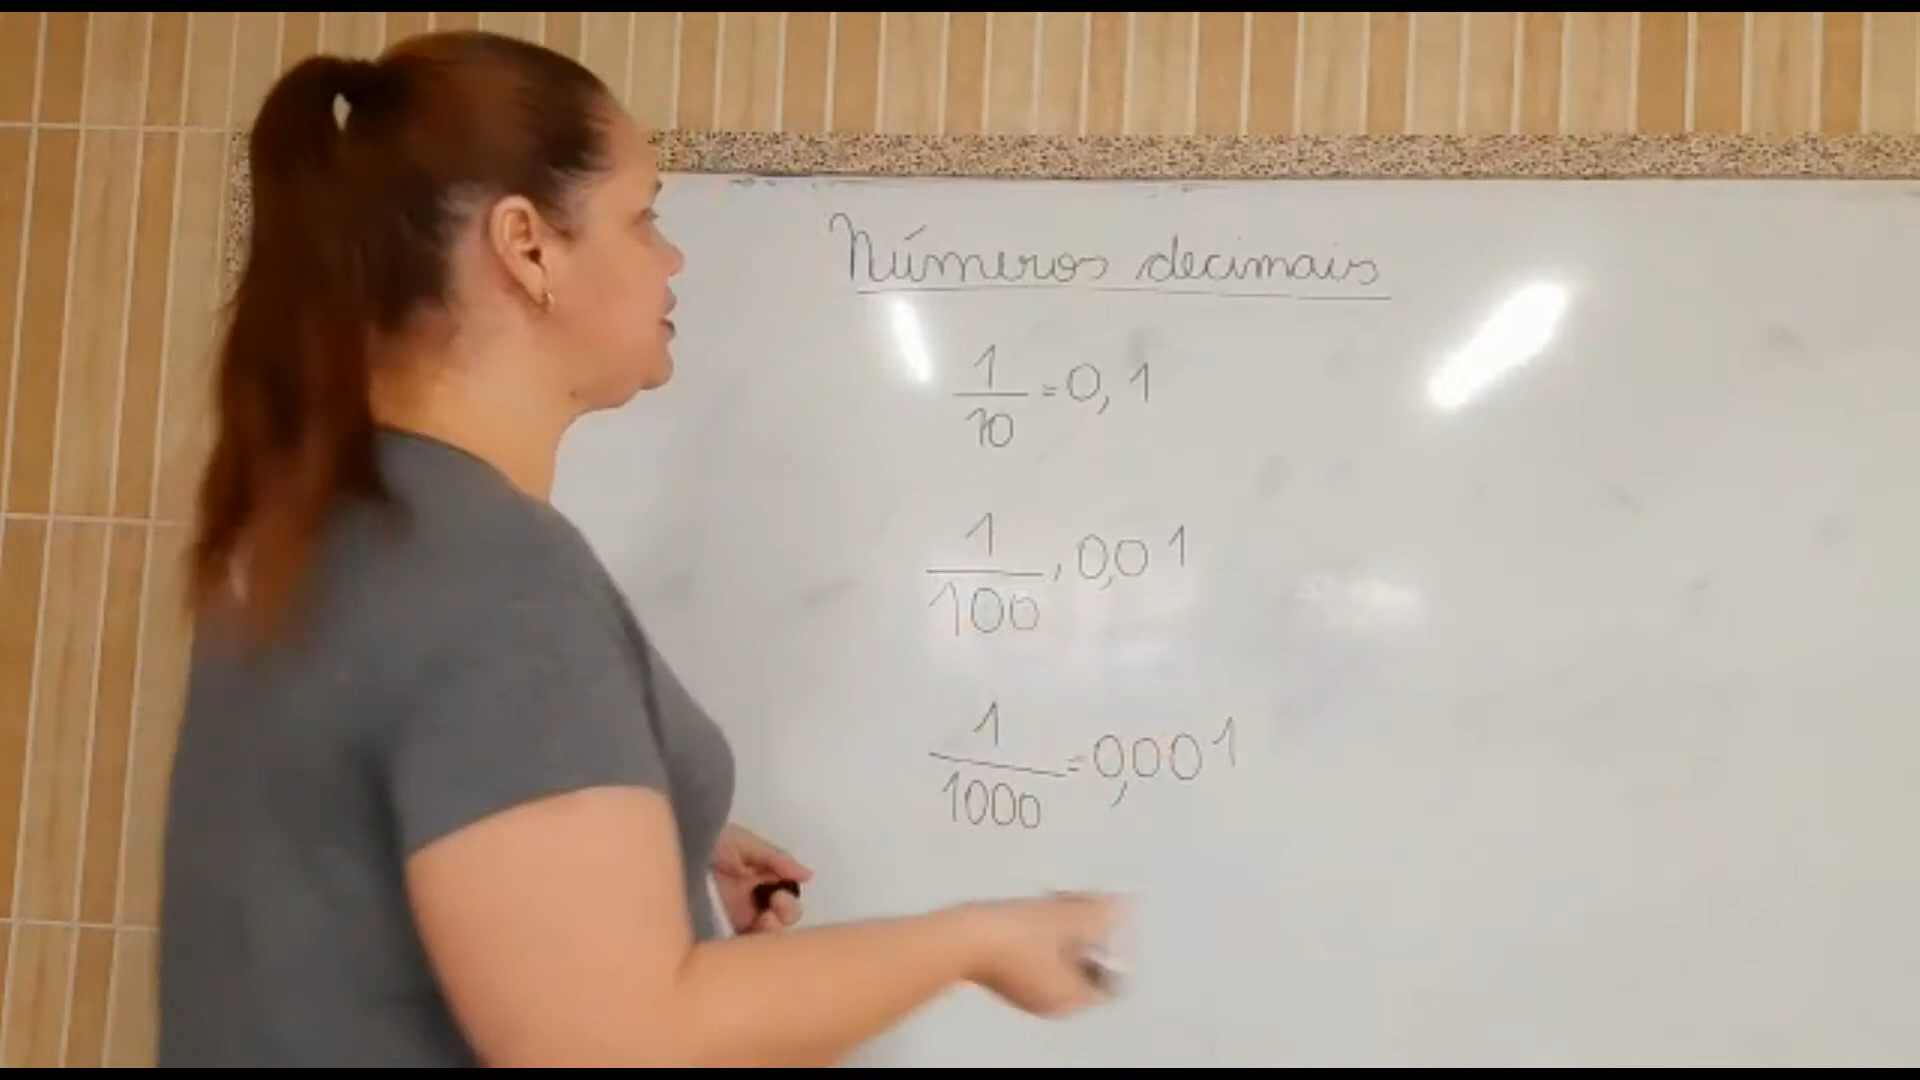 Números decimais
1/10 = 0,1
1/100 = 0,01
1/1000 = 0,001